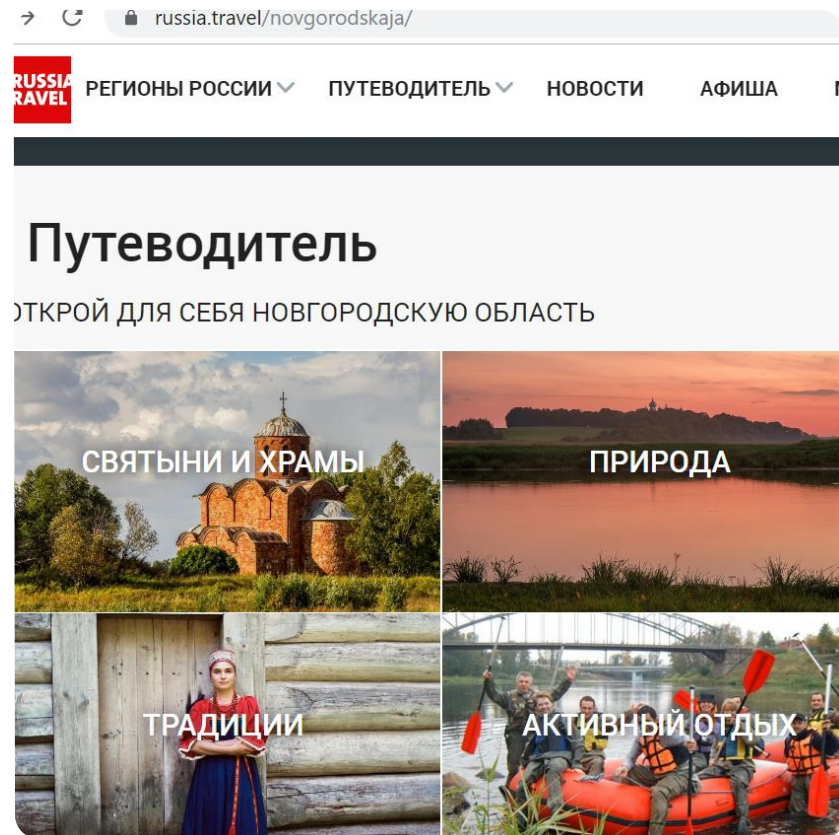 russia.travel/novgorodskaja/
RUSSIA
RAVEL
РЕГИОНЫ РОССИИ
ПУТЕВОДИТЕЛЬ
НОВОСТИ
АФИША
Путеводитель
ОТКРОЙ ДЛЯ СЕБЯ НОВГОРОДСКУЮ ОБЛАСТЬ
СВЯТЫНИ И ХРАМЫ
ПРИРОДА
ТРАДИЦИИ
АКТИВНЫЙ ОТДЫХ